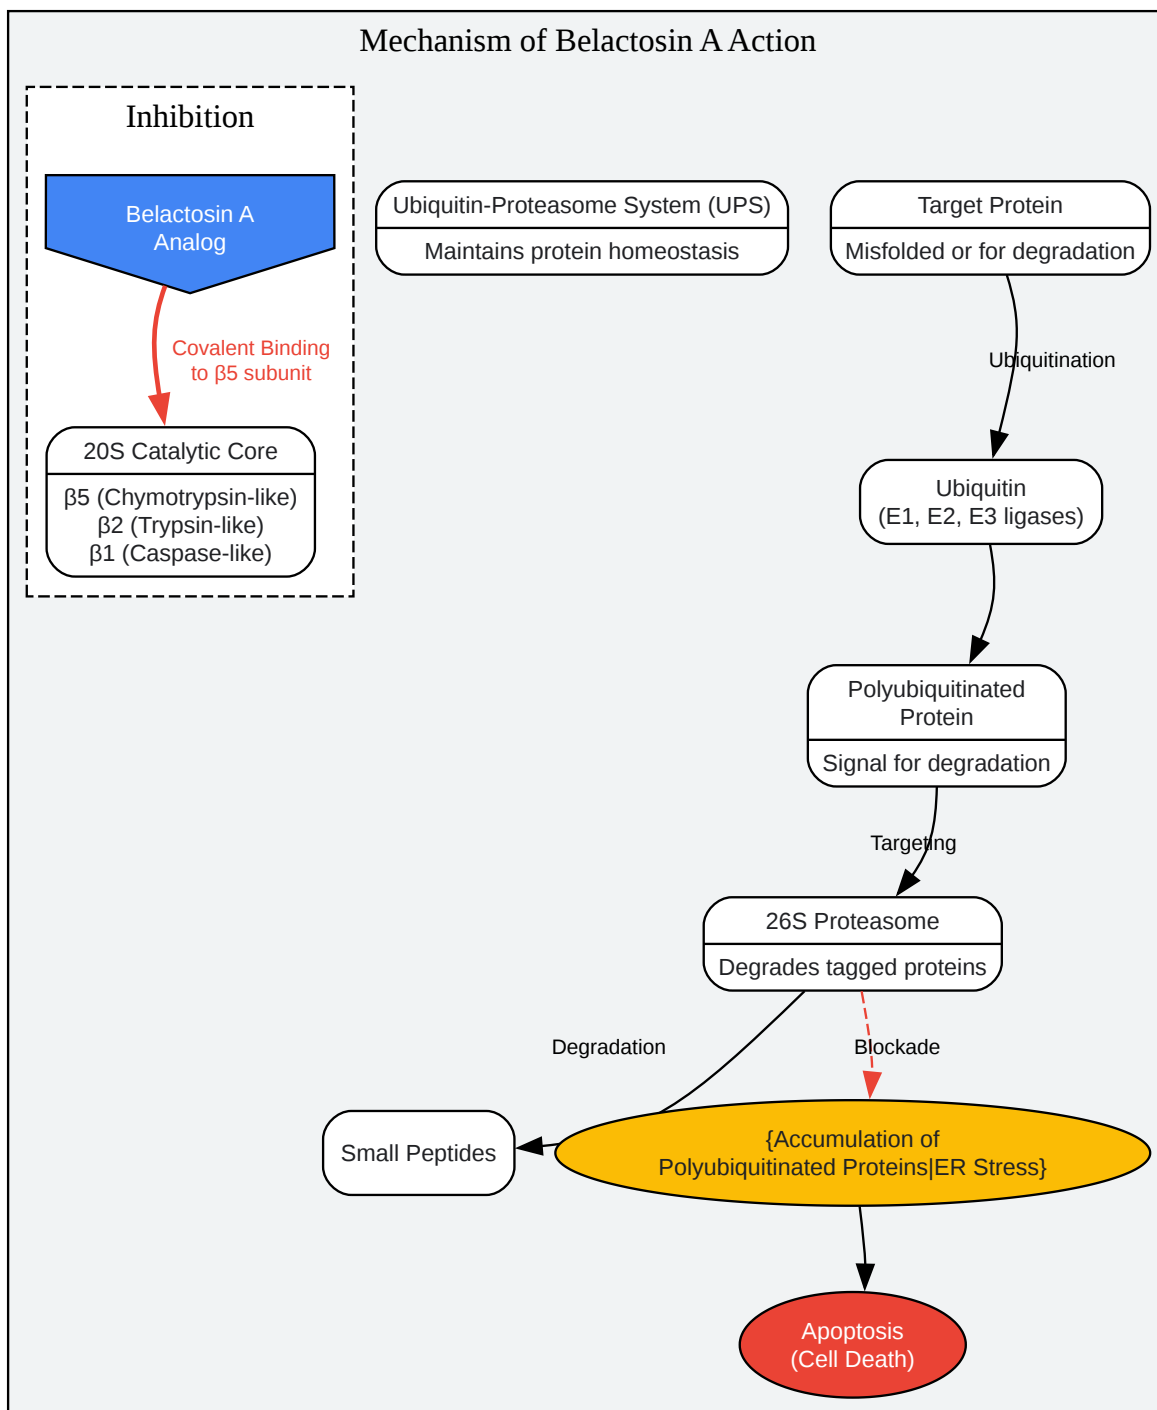 Mechanism of Belactosin A Action
Inhibition
Belactosin A
Analog
Covalent Binding
to β5 subunit
20S Catalytic Core
β5 (Chymotrypsin-like)
β2 (Trypsin-like)
β1 (Caspase-like)
Ubiquitin-Proteasome System (UPS)
Maintains protein homeostasis
Target Protein
Misfolded or for degradation
Ubiquitination
Ubiquitin
(E1, E2, E3 ligases)
Polyubiquitinated
Protein
Signal for degradation
Targeting
26S Proteasome
Degrades tagged proteins
Degradation
Blockade
Small Peptides
{Accumulation of
Polyubiquitinated Proteins|ER Stress}
Apoptosis
(Cell Death)